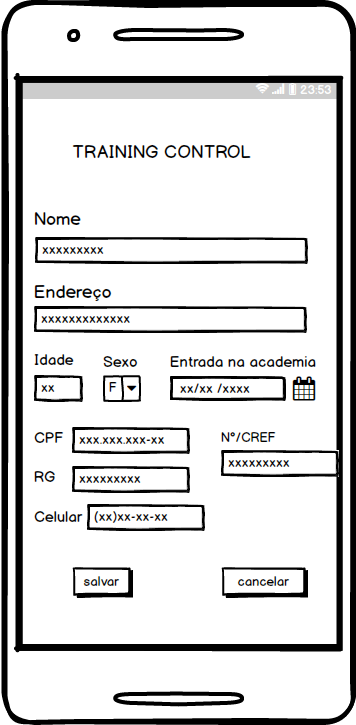 23:53
TRAINING CONTROL
Nome
xxxxxxxxx
Endereço
xxxxxxxxxxxxx
Idade Sexo Entrada na academia
xx F xx/xx /xxxx
CPF xxx.xxx.xxx-xx N°/CREF
xxxxxxxxx
RG xxxxxxxxx
Celular (xx)xx-xx-xx
salvar cancelar